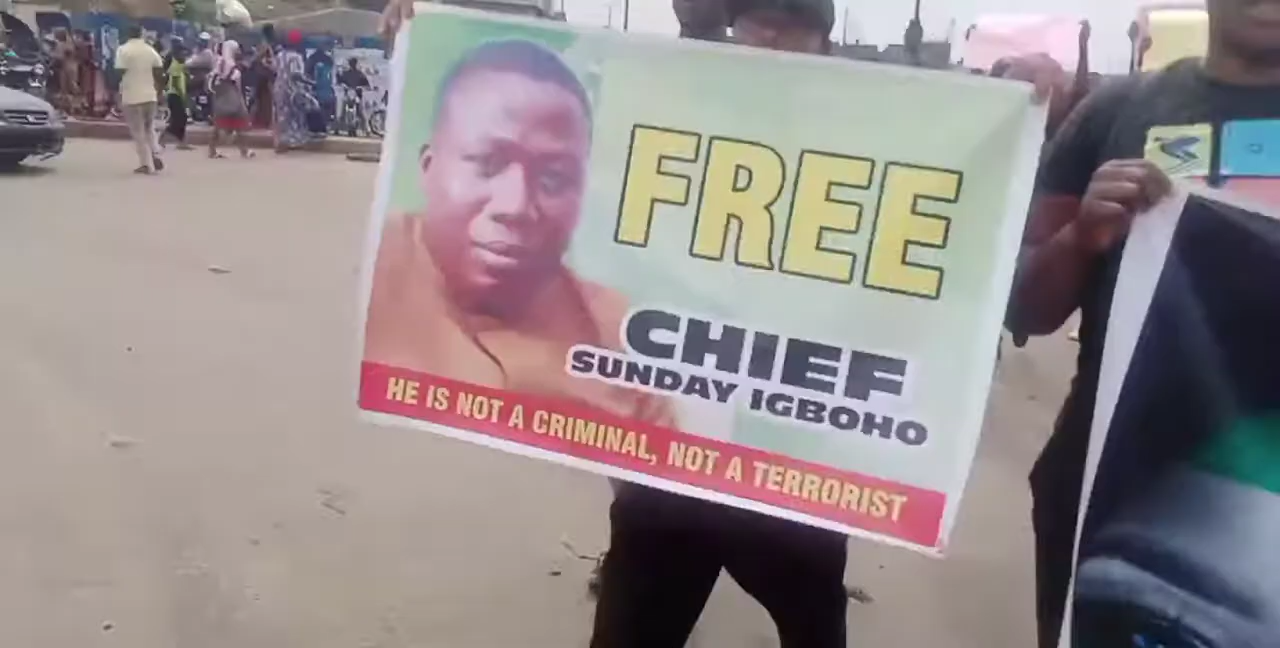 FREE
CHIEF
SUNDAY IGBOHO
HE IS NOT A CRIMINAL, NOT A TERRORIST